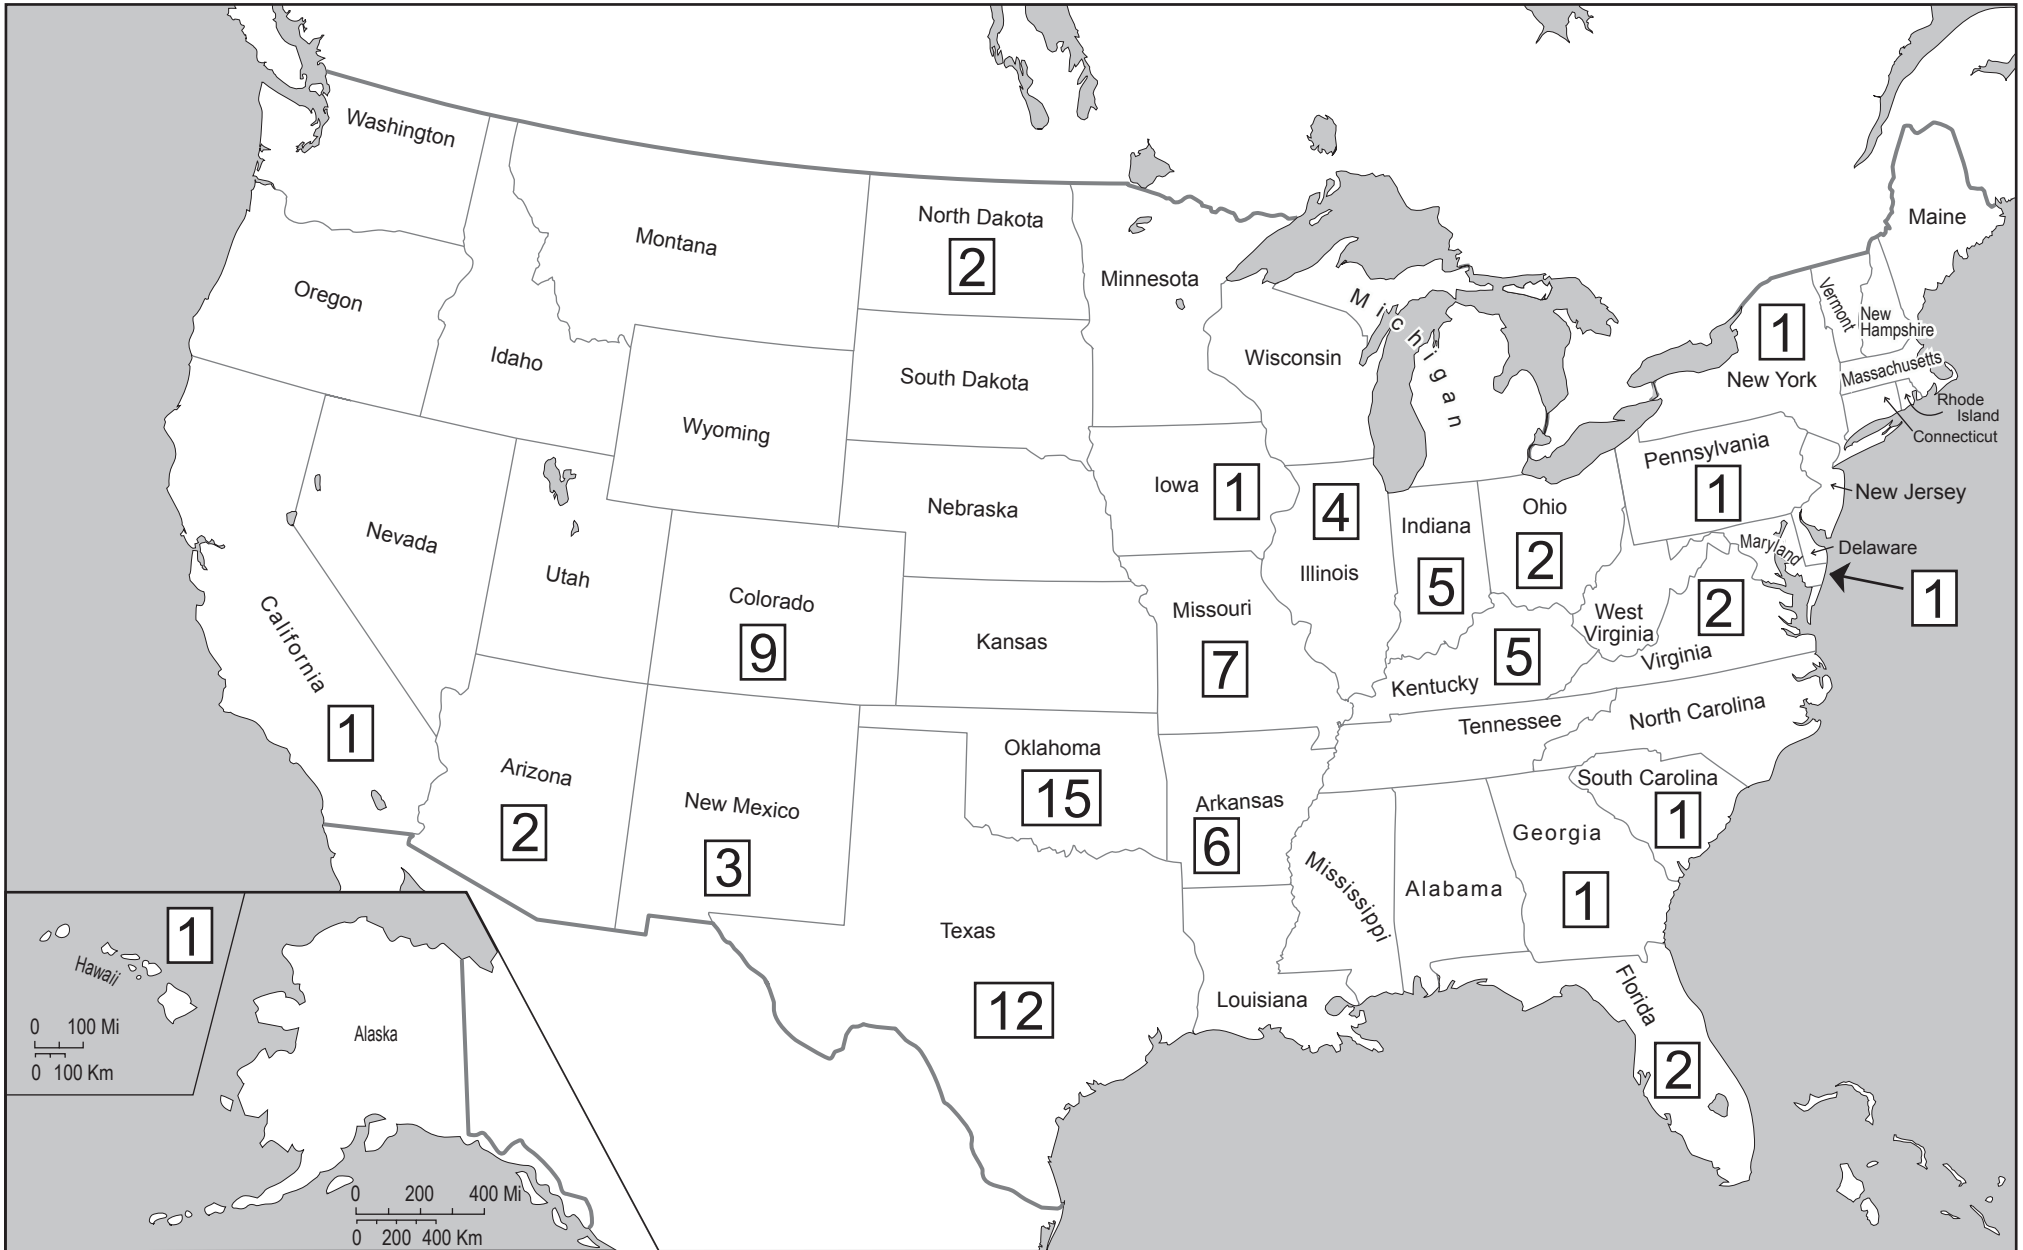 Washington
Montana
North Dakota
2
Minnesota
Maine
Oregon
Idaho
Wyoming
South Dakota
Wisconsin
Michigan
1
New York
Vermont
New
Hampshire
Massachusetts
Rhode
Island
Connecticut
Nevada
Utah
Colorado
9
Nebraska
Iowa
1
4
Illinois
Indiana
5
Ohio
2
Pennsylvania
1
New Jersey
Maryland
Delaware
1
California
1
Kansas
Missouri
7
Kentucky
5
West
Virginia
2
Virginia
Arizona
2
New Mexico
3
Oklahoma
15
Arkansas
6
Tennessee
North Carolina
South Carolina
1
Texas
12
Louisiana
Mississippi
Alabama
Georgia
1
Florida
2
1
Hawaii
0 100 Mi
0 100 Km
Alaska
0 200 400 Mi
0 200 400 Km